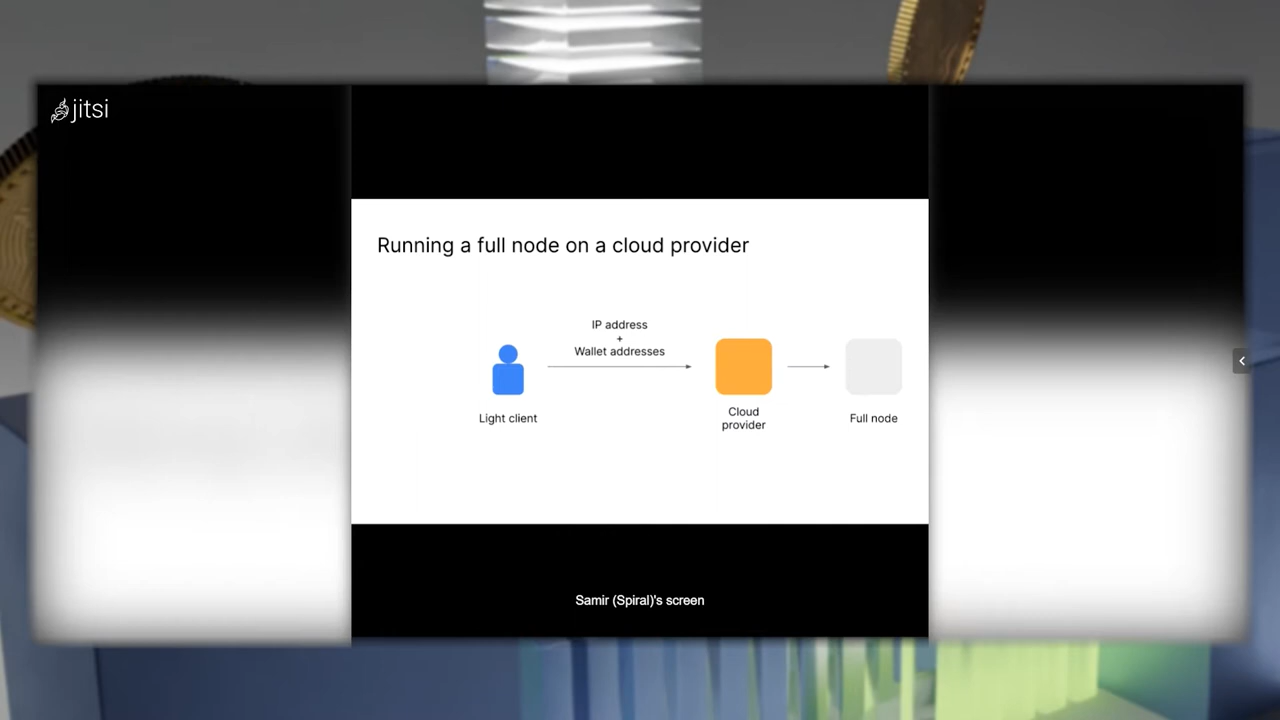 jitsi
Running a full node on a cloud provider
IP address
+
Wallet addresses
Light client
Cloud
provider
Full node
Samir (Spiral)'s screen